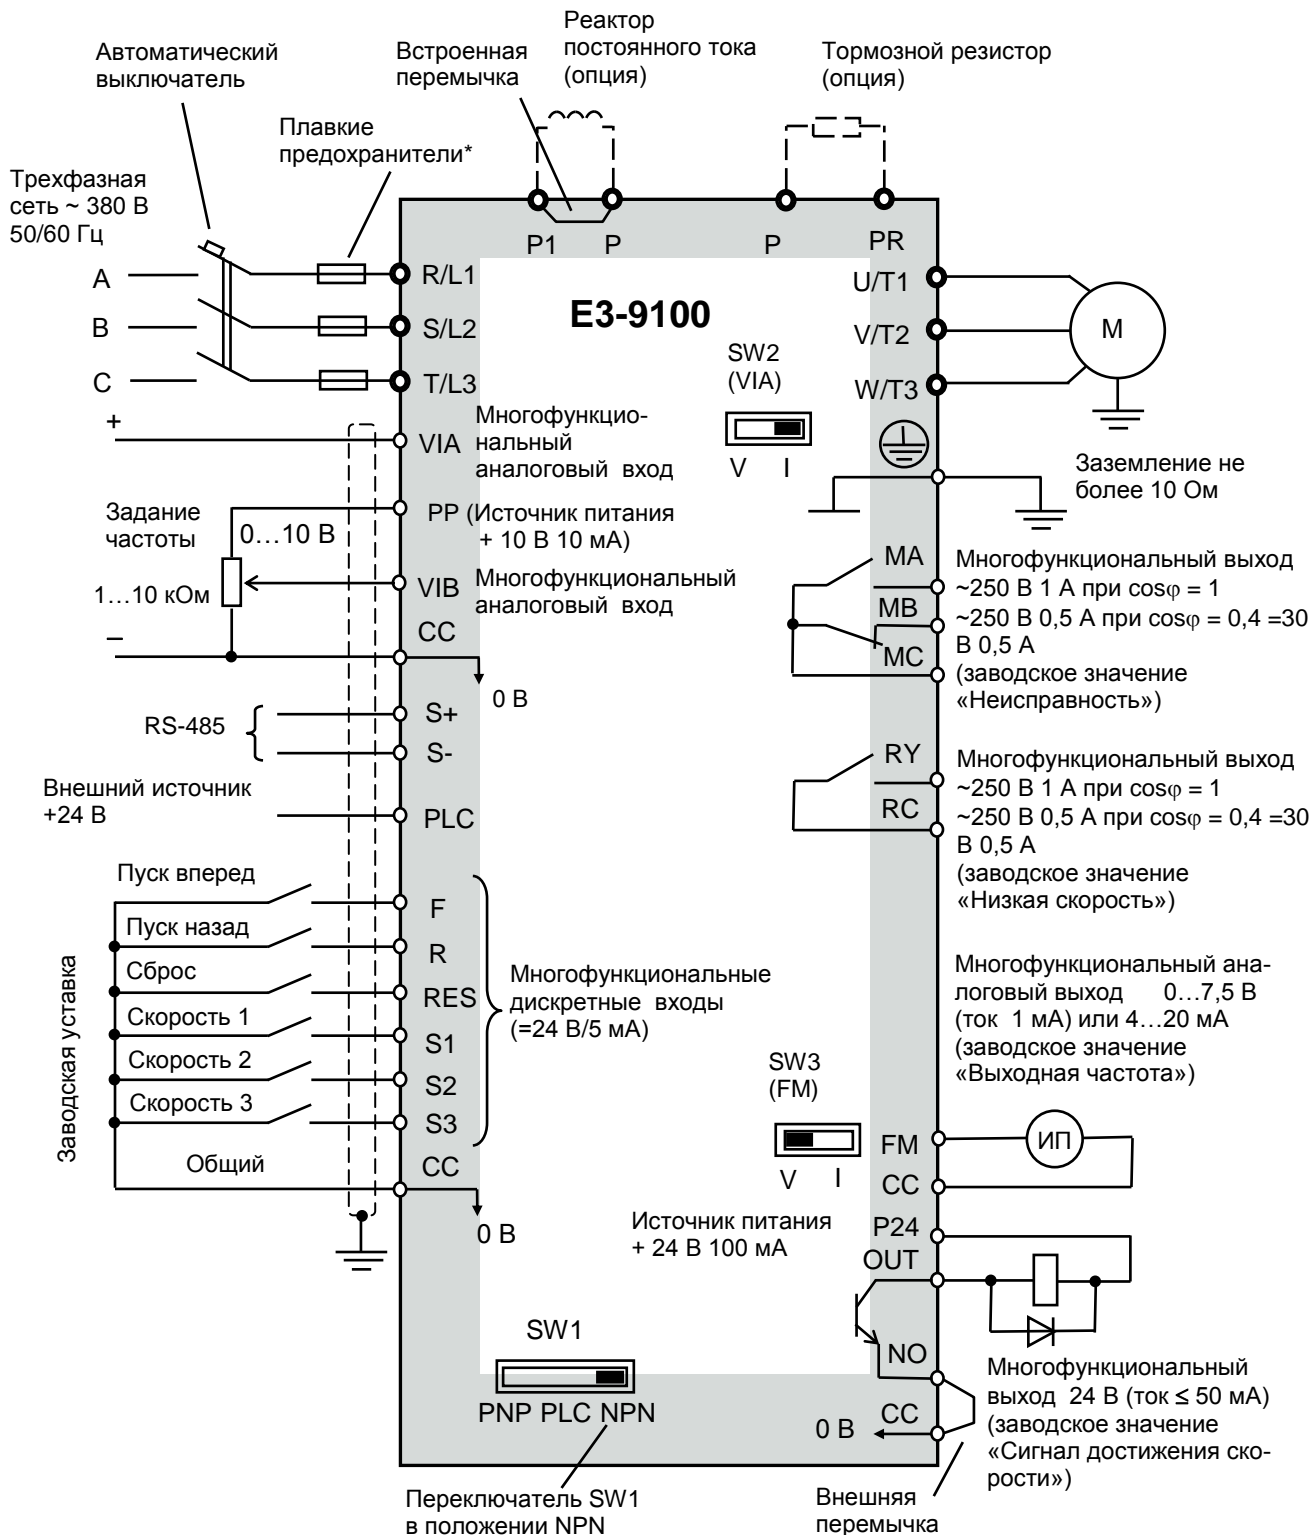 Реактор
постоянного тока
(опция)
Автоматический
выключатель
Встроенная
перемычка
Тормозной резистор
(опция)
Плавкие
предохранители*
Трехфазная
сеть ~ 380 В
50/60 Гц
P1
P
P
PR
A
R/L1
B
S/L2
C
T/L3
E3-9100
U/T1
V/T2
W/T3
M
SW2
(VIA)
V I
+
VIA
Многофункцио-
нальный
аналоговый вход
Заземление не
более 10 Ом
Задание
частоты
0…10 В
1…10 кОм
PP (Источник питания
+ 10 В 10 мА)
VIB
Многофункциональный
аналоговый вход
–
CC
0 В
MA
MB
MC
Многофункциональный выход
~250 В 1 А при cosφ = 1
~250 В 0,5 А при cosφ = 0,4 =30
В 0,5 А
(заводское значение
«Неисправность»)
RS-485
S+
S-
Внешний источник
+24 В
PLC
RY
RC
Многофункциональный выход
~250 В 1 А при cosφ = 1
~250 В 0,5 А при cosφ = 0,4 =30
В 0,5 А
(заводское значение
«Низкая скорость»)
Заводская уставка
Пуск вперед
F
Пуск назад
R
Сброс
RES
Скорость 1
S1
Скорость 2
S2
Скорость 3
S3
Общий
CC
0 В
Многофункциональные
дискретные входы
(=24 В/5 мА)
Многофункциональный ана-
логовый выход 0…7,5 В
(ток 1 мА) или 4…20 мА
(заводское значение
«Выходная частота»)
SW3
(FM)
V I
FM
ИП
CC
Источник питания
+ 24 В 100 мА
P24
OUT
NO
CC
0 В
Многофункциональный
выход 24 В (ток ≤ 50 мА)
(заводское значение
«Сигнал достижения ско-
рости»)
SW1
PNP PLC NPN
Переключатель SW1
в положении NPN
Внешняя
перемычка